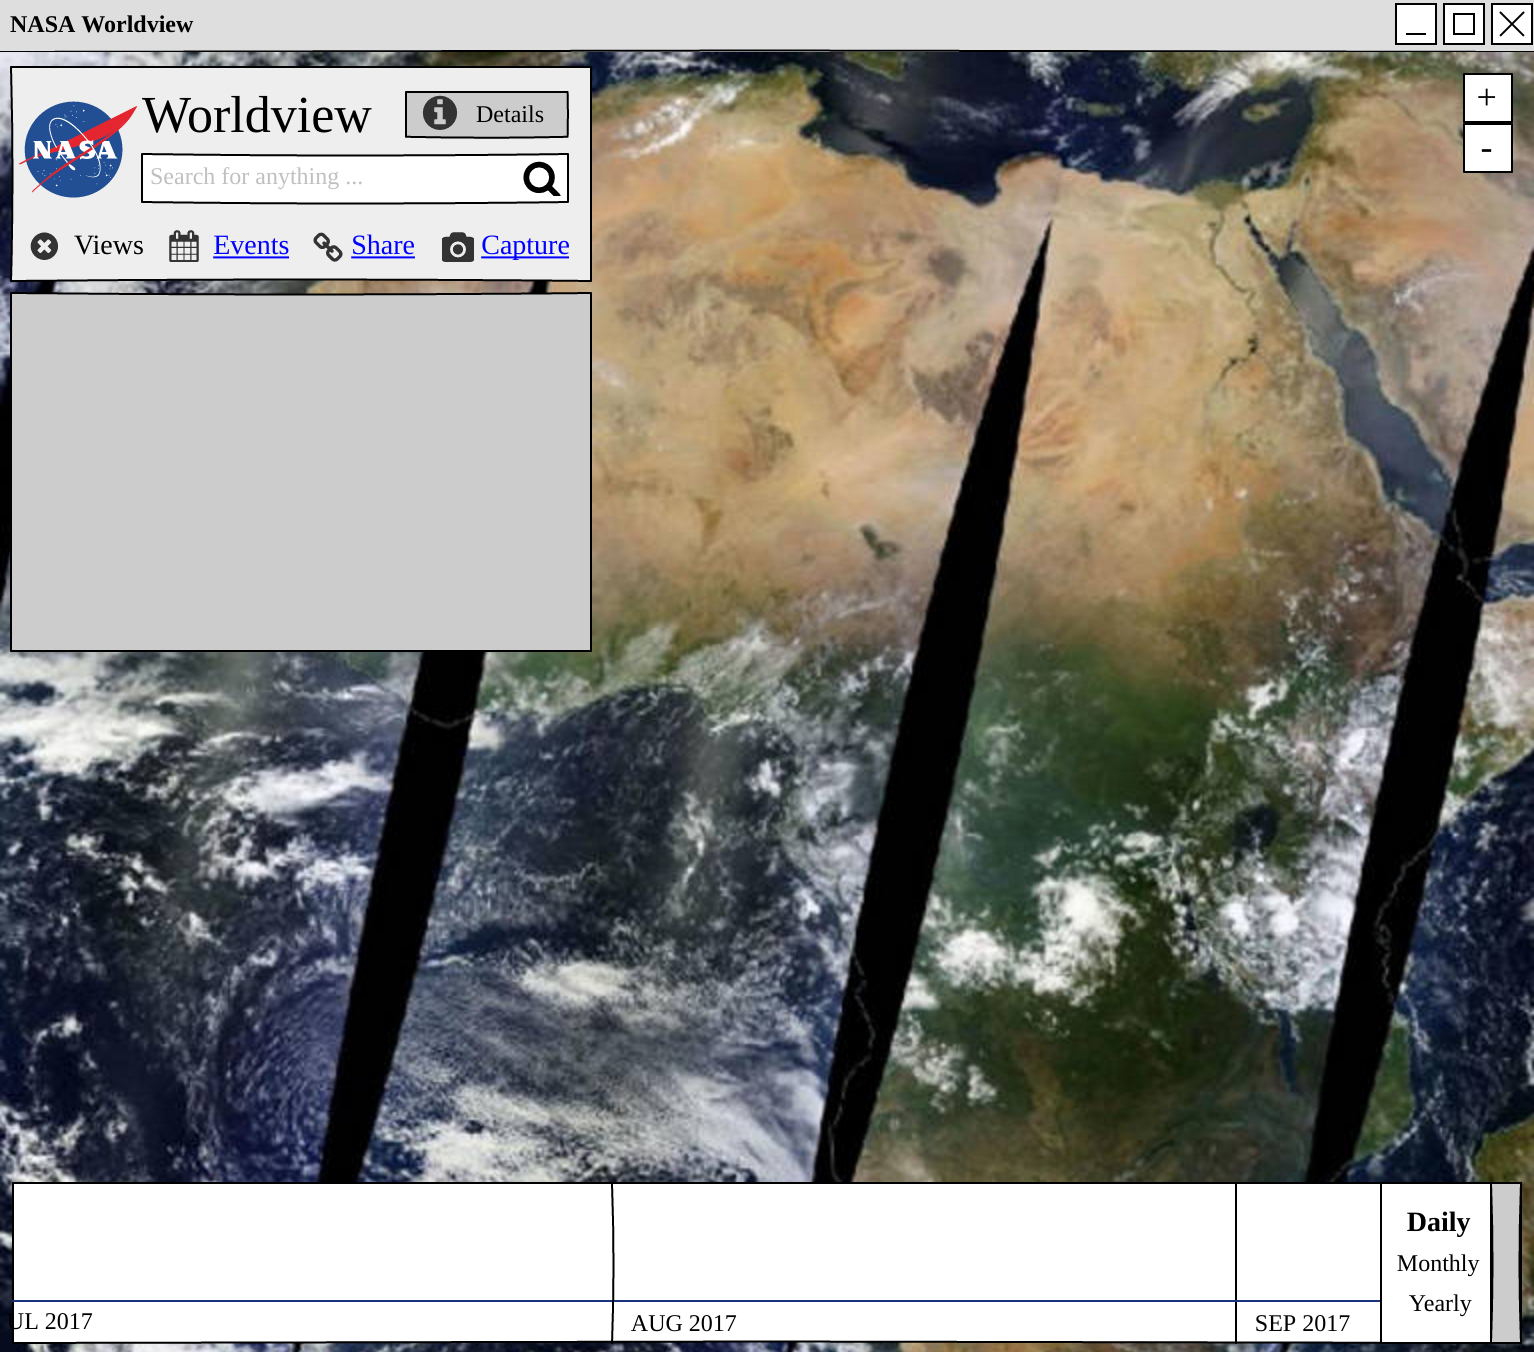 NASA Worldview
NASA
Worldview
Details
Search for anything ...
Views
Events
Share
Capture
+
-
UL 2017
AUG 2017
SEP 2017
Daily
Monthly
Yearly